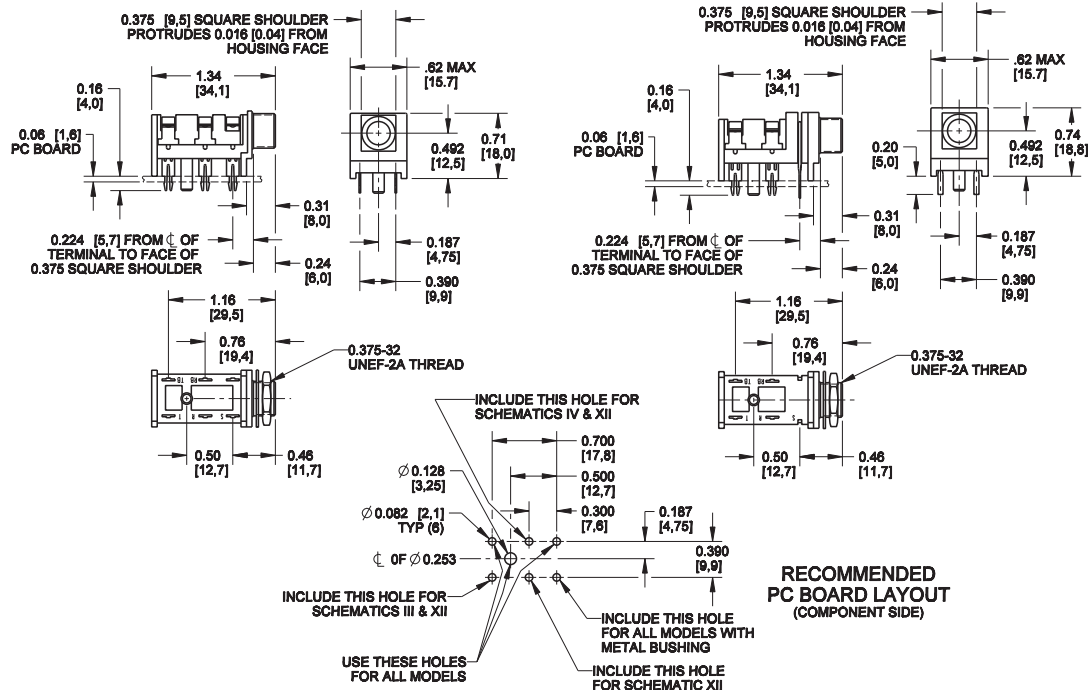 0.375 [9,5] SQUARE SHOULDER
PROTRUDES 0.016 [0.04] FROM
HOUSING FACE
1.34
[34,1]
.62 MAX
[15.7]
0.16
[4,0]
0.06 [1,6]
PC BOARD
0.492
[12,5]
0.71
[18,0]
0.31
[8,0]
0.224 [5,7] FROM ℄ OF
TERMINAL TO FACE OF
0.375 SQUARE SHOULDER
0.187
[4,75]
0.24
[6,0]
0.390
[9,9]
1.16
[29,5]
0.76
[19,4]
0.375-32
UNEF-2A THREAD
TB RB
T R S
0.50
[12,7]
0.46
[11,7]
0.375 [9,5] SQUARE SHOULDER
PROTRUDES 0.016 [0.04] FROM
HOUSING FACE
1.34
[34,1]
.62 MAX
[15.7]
0.16
[4,0]
0.06 [1,6]
PC BOARD
0.20
[5,0]
0.492
[12,5]
0.74
[18,8]
0.31
[8,0]
0.224 [5,7] FROM ℄ OF
TERMINAL TO FACE OF
0.375 SQUARE SHOULDER
0.187
[4,75]
0.24
[6,0]
0.390
[9,9]
1.16
[29,5]
0.76
[19,4]
0.375-32
UNEF-2A THREAD
TB RB
T R S
0.50
[12,7]
0.46
[11,7]
INCLUDE THIS HOLE FOR
SCHEMATICS IV & XII
0.700
[17,8]
Ø 0.128
[3,25]
0.500
[12,7]
Ø 0.082 [2,1]
TYP (6)
0.300
[7,6]
0.187
[4,75]
℄ 0F Ø 0.253
0.390
[9,9]
RECOMMENDED
PC BOARD LAYOUT
(COMPONENT SIDE)
INCLUDE THIS HOLE FOR
SCHEMATICS III & XII
INCLUDE THIS HOLE
FOR ALL MODELS WITH
METAL BUSHING
USE THESE HOLES
FOR ALL MODELS
INCLUDE THIS HOLE
FOR SCHEMATIC XII